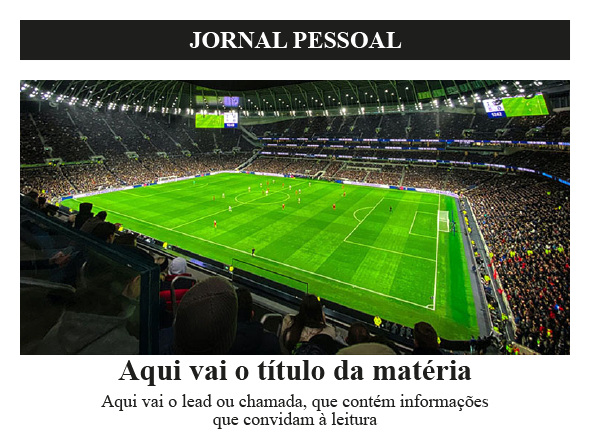 JORNAL PESSOAL
Aqui vai o título da matéria
Aqui vai o lead ou chamada, que contém informações
que convidam à leitura